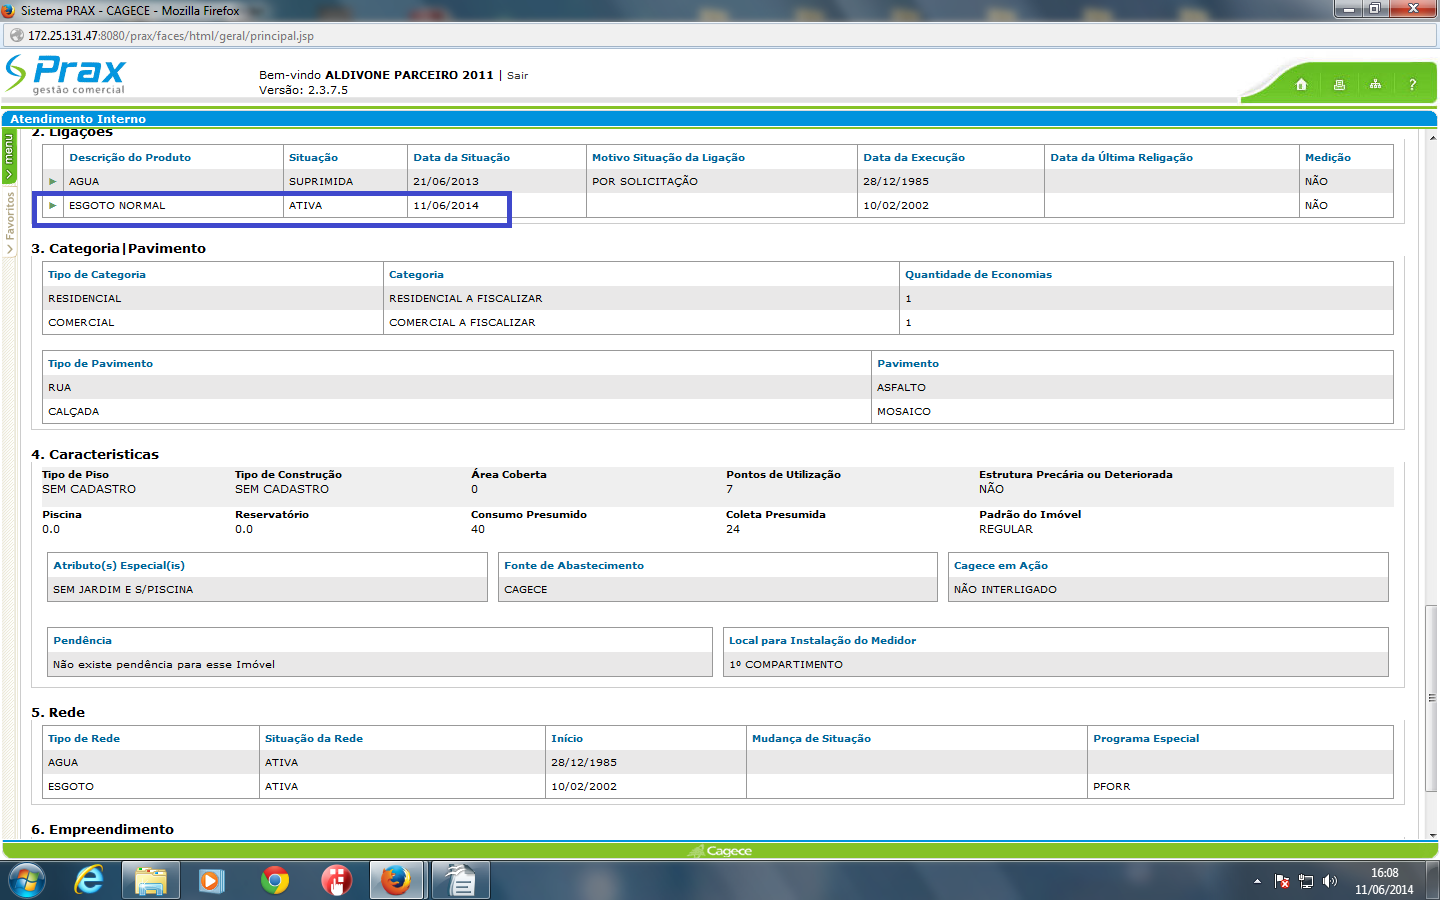 Sistema PRAX - CAGECE - Mozilla Firefox
172.25.131.47:8080/prax/faces/html/geral/principal.jsp
Prax
gestão comercial
Bem-vindo ALDIVONE PARCEIRO 2011 | Sair
Versão: 2.3.7.5
?
Atendimento Interno
menu
Favoritos
2. Ligações
Descrição do Produto Situação Data da Situação Motivo Situação da Ligação Data da Execução Data da Última Religação Medição
AGUA SUPRIMIDA 21/06/2013 POR SOLICITAÇÃO 28/12/1985 NÃO
ESGOTO NORMAL ATIVA 11/06/2014 10/02/2002 NÃO
3. Categoria|Pavimento
Tipo de Categoria Categoria Quantidade de Economias
RESIDENCIAL RESIDENCIAL A FISCALIZAR 1
COMERCIAL COMERCIAL A FISCALIZAR 1
Tipo de Pavimento Pavimento
RUA ASFALTO
CALÇADA MOSAICO
4. Caracteristicas
Tipo de Piso Tipo de Construção Área Coberta Pontos de Utilização Estrutura Precária ou Deteriorada
SEM CADASTRO SEM CADASTRO 0 7 NÃO
Piscina Reservatório Consumo Presumido Coleta Presumida Padrão do Imóvel
0.0 0.0 40 24 REGULAR
Atributo(s) Especial(is) Fonte de Abastecimento Cagece em Ação
SEM JARDIM E S/PISCINA CAGECE NÃO INTERLIGADO
Pendência Local para Instalação do Medidor
Não existe pendência para esse Imóvel 1º COMPARTIMENTO
5. Rede
Tipo de Rede Situação da Rede Início Mudança de Situação Programa Especial
AGUA ATIVA 28/12/1985
ESGOTO ATIVA 10/02/2002 PFORR
6. Empreendimento
Cagece
16:08
11/06/2014